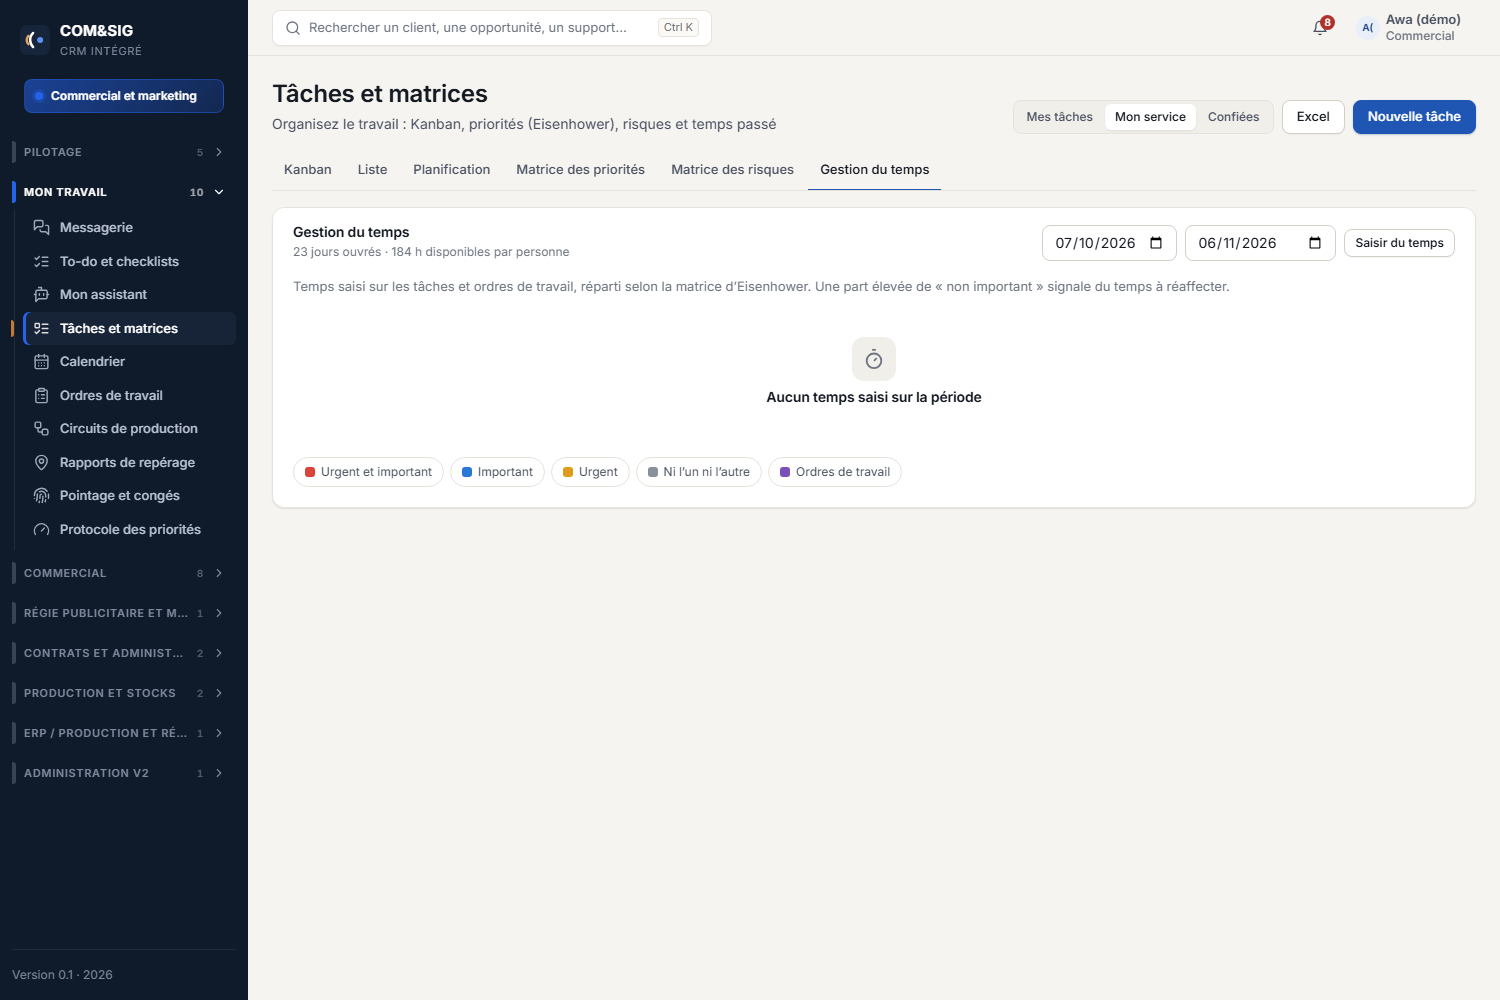 COM&SIG
CRM INTÉGRÉ
Commercial et marketing
PILOTAGE 5
MON TRAVAIL 10
Messagerie
To-do et checklists
Mon assistant
Tâches et matrices
Calendrier
Ordres de travail
Circuits de production
Rapports de repérage
Pointage et congés
Protocole des priorités
COMMERCIAL 8
RÉGIE PUBLICITAIRE ET M... 1
CONTRATS ET ADMINIST... 2
PRODUCTION ET STOCKS 2
ERP / PRODUCTION ET RÉ... 1
ADMINISTRATION V2 1
Version 0.1 · 2026
Rechercher un client, une opportunité, un support... Ctrl K
8
A( Awa (démo)
Commercial
Tâches et matrices
Organisez le travail : Kanban, priorités (Eisenhower), risques et temps passé
Mes tâches Mon service Confiées Excel Nouvelle tâche
Kanban Liste Planification Matrice des priorités Matrice des risques Gestion du temps
Gestion du temps
23 jours ouvrés · 184 h disponibles par personne
07/10/2026 06/11/2026 Saisir du temps
Temps saisi sur les tâches et ordres de travail, réparti selon la matrice d’Eisenhower. Une part élevée de « non important » signale du temps à réaffecter.
Aucun temps saisi sur la période
Urgent et important Important Urgent Ni l’un ni l’autre Ordres de travail